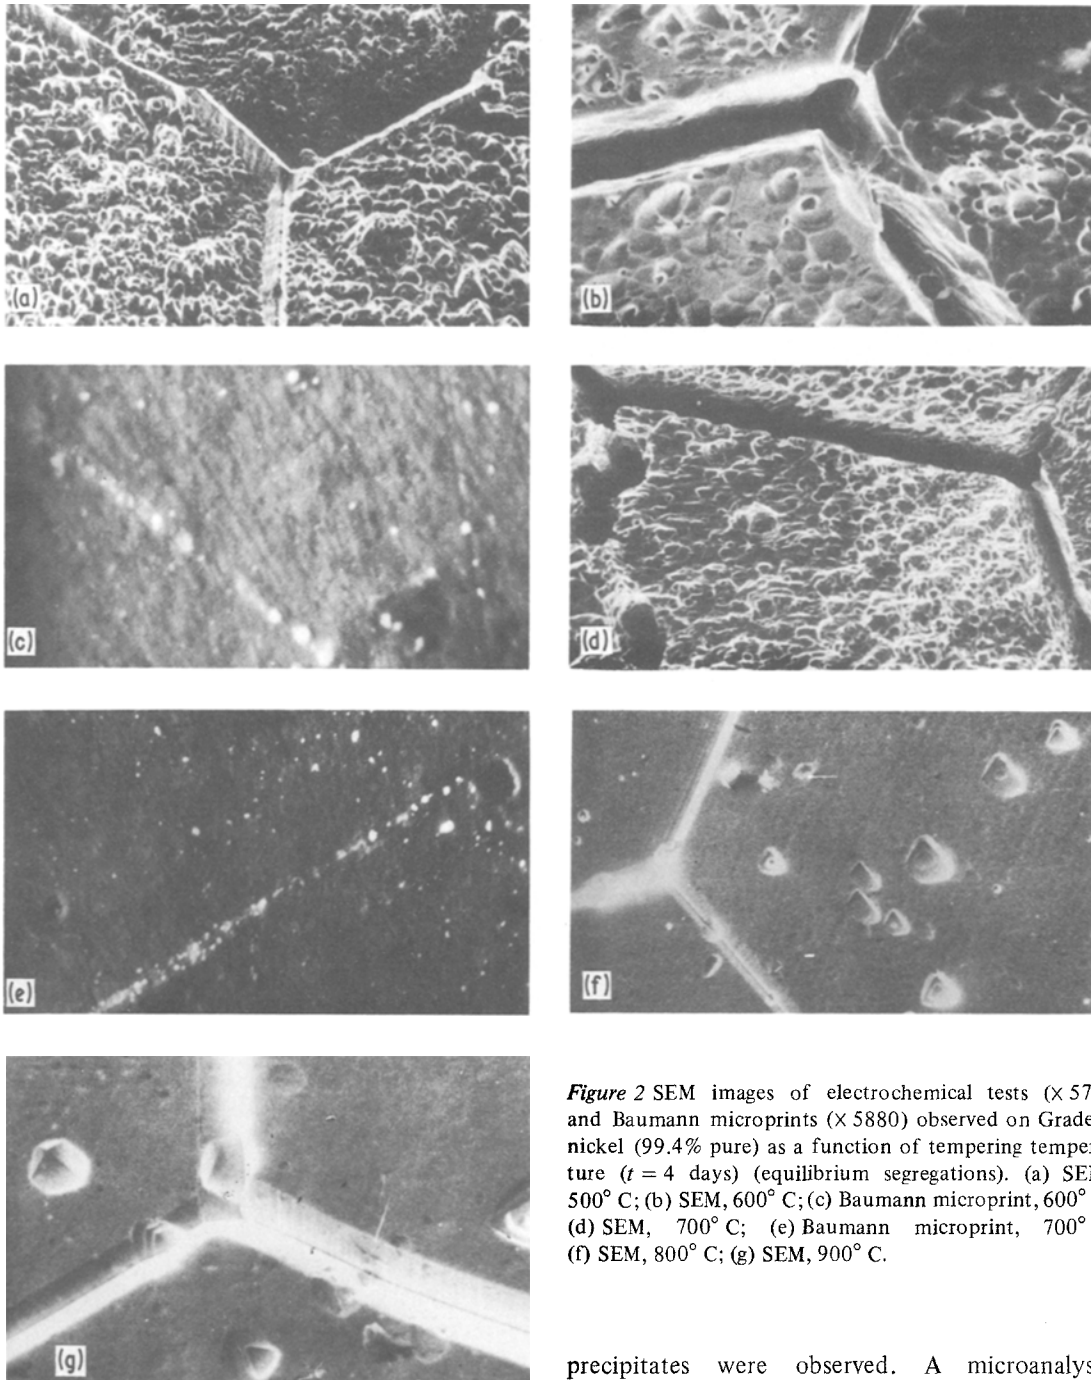 (a)
(b)
(c)
(d)
(e)
(f)
(g)
Figure 2 SEM images of electrochemical tests (× 57
and Baumann microprints (× 5880) observed on Grade
nickel (99.4% pure) as a function of tempering temper
ture (t = 4 days) (equilibrium segregations). (a) SE
500° C; (b) SEM, 600° C; (c) Baumann microprint, 600°
(d) SEM, 700° C; (e) Baumann microprint, 700°
(f) SEM, 800° C; (g) SEM, 900° C.
precipitates were observed. A microanalys